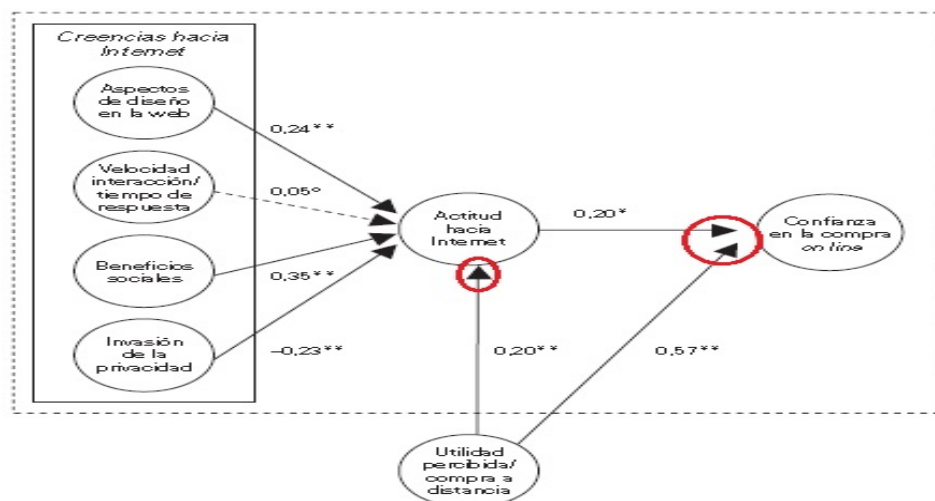 Creencias hacia
Internet
Aspectos
de diseño
en la web
0,24**
Velocidad
interacción/
tiempo de
respuesta
0,05º
Actitud
hacia
Internet
0,20*
Confianza
en la compra
on line
Beneficios
sociales
0,35**
Invasión
de la
privacidad
–0,23**
0,20**
0,57**
Utilidad
percibida/
compra a
distancia